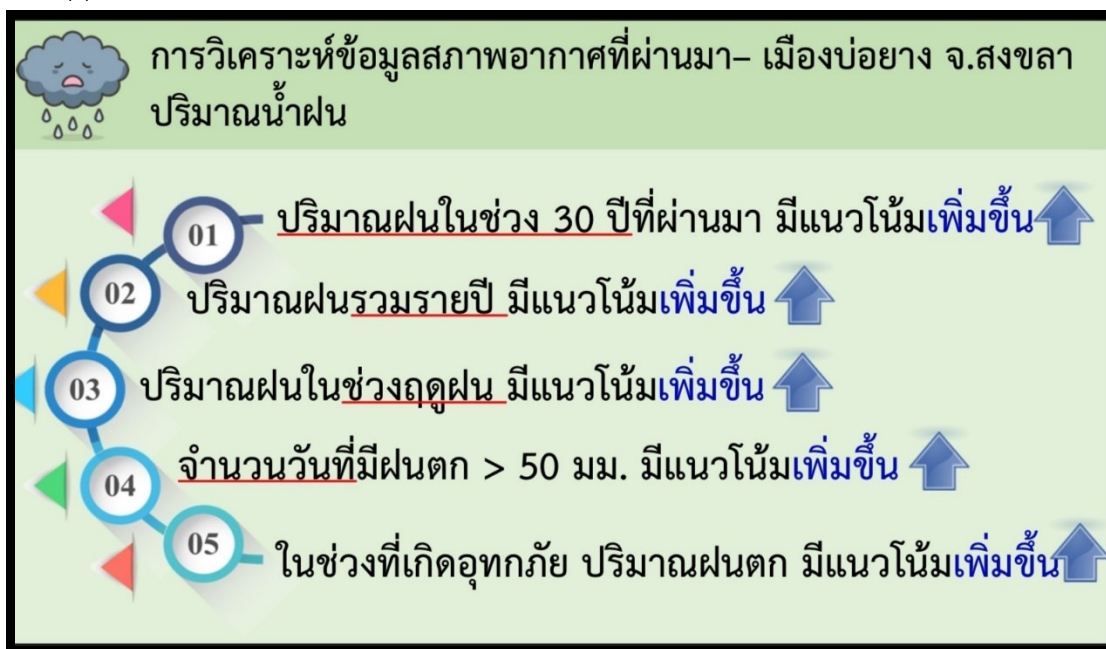 การวิเคราะห์ข้อมูลสภาพอากาศที่ผ่านมา– เมืองบ่อยาง จ.สงขลา
ปริมาณน้ำฝน
01 ปริมาณฝนในช่วง 30 ปีที่ผ่านมา มีแนวโน้มเพิ่มขึ้น
02 ปริมาณฝนรวมรายปี มีแนวโน้มเพิ่มขึ้น
03 ปริมาณฝนในช่วงฤดูฝน มีแนวโน้มเพิ่มขึ้น
04 จำนวนวันที่มีฝนตก > 50 มม. มีแนวโน้มเพิ่มขึ้น
05 ในช่วงที่เกิดอุทกภัย ปริมาณฝนตก มีแนวโน้มเพิ่มขึ้น